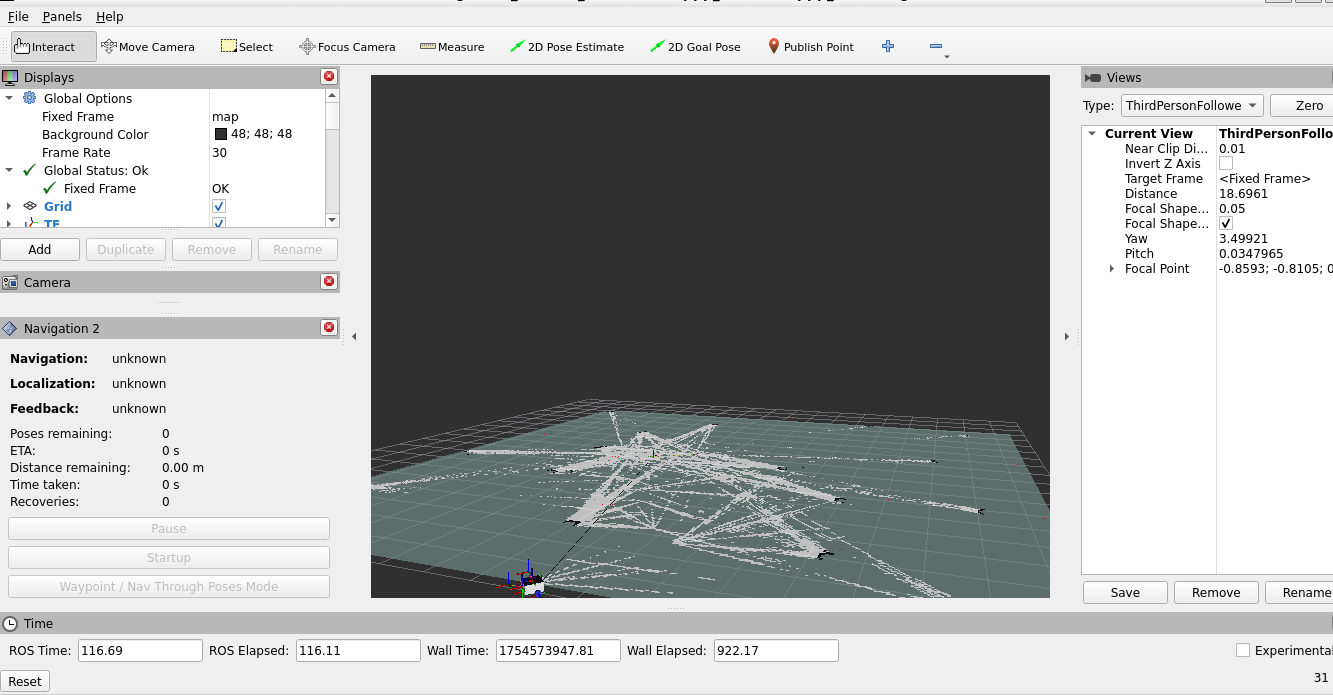 File Panels Help
Interact Move Camera Select Focus Camera Measure 2D Pose Estimate 2D Goal Pose Publish Point
Displays
Global Options
Fixed Frame map
Background Color 48; 48; 48
Frame Rate 30
Global Status: Ok
Fixed Frame OK
Grid
TF
Add Duplicate Remove Rename
Camera
Navigation 2
Navigation: unknown
Localization: unknown
Feedback: unknown
Poses remaining: 0
ETA: 0 s
Distance remaining: 0.00 m
Time taken: 0 s
Recoveries: 0
Pause
Startup
Waypoint / Nav Through Poses Mode
Views
Type: ThirdPersonFollowe Zero
Current View ThirdPersonFollo
Near Clip Di... 0.01
Invert Z Axis
Target Frame <Fixed Frame>
Distance 18.6961
Focal Shape... 0.05
Focal Shape...
Yaw 3.49921
Pitch 0.0347965
Focal Point -0.8593; -0.8105; 0
Save Remove Rename
Time
ROS Time: 116.69 ROS Elapsed: 116.11 Wall Time: 1754573947.81 Wall Elapsed: 922.17 Experimental
Reset
31